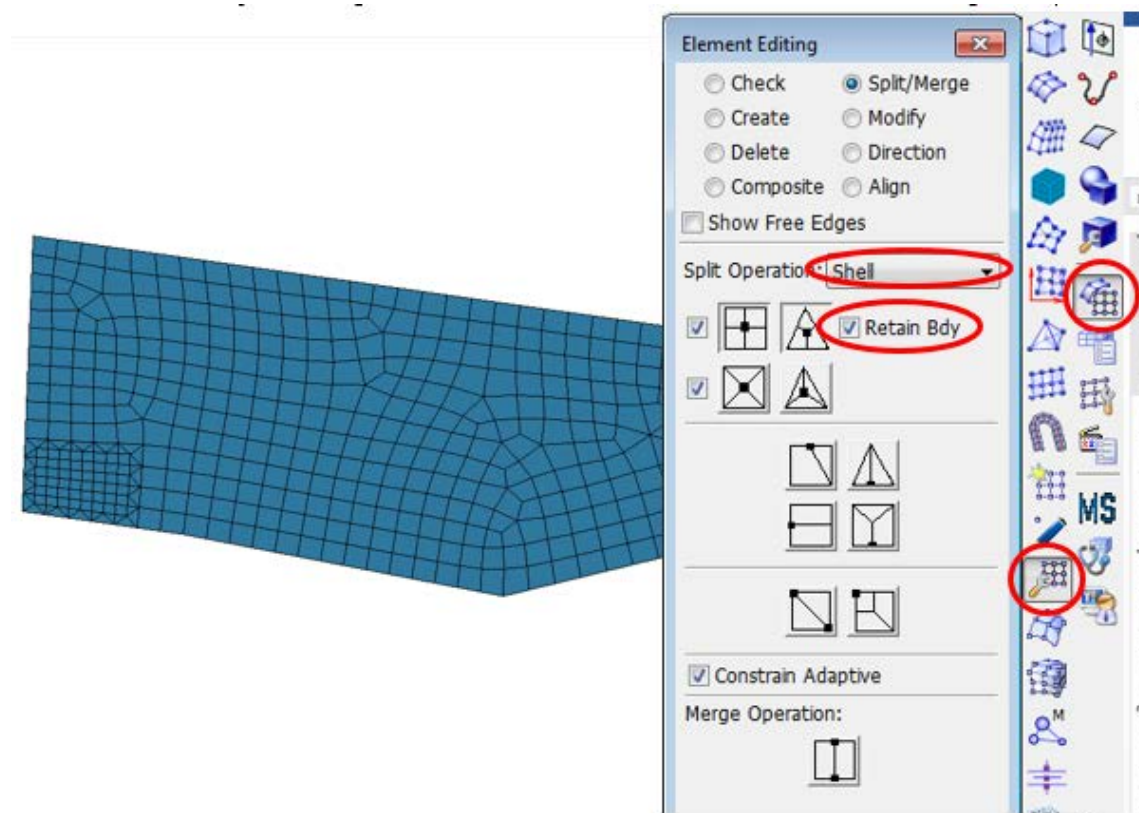 Element Editing
Check Split/Merge
Create Modify
Delete Direction
Composite Align
Show Free Edges
Split Operation: Shell
Retain Bdy
Constrain Adaptive
Merge Operation:
MS
M